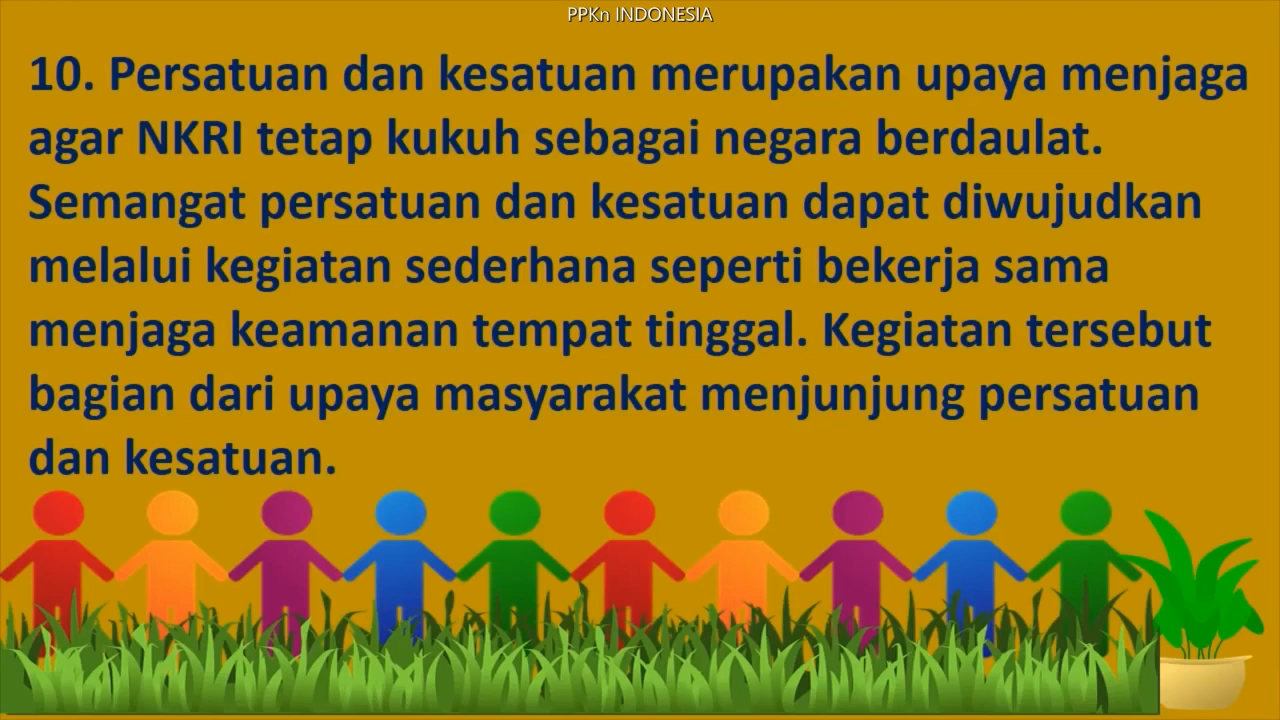 PPKn INDONESIA
10. Persatuan dan kesatuan merupakan upaya menjaga
agar NKRI tetap kukuh sebagai negara berdaulat.
Semangat persatuan dan kesatuan dapat diwujudkan
melalui kegiatan sederhana seperti bekerja sama
menjaga keamanan tempat tinggal. Kegiatan tersebut
bagian dari upaya masyarakat menjunjung persatuan
dan kesatuan.